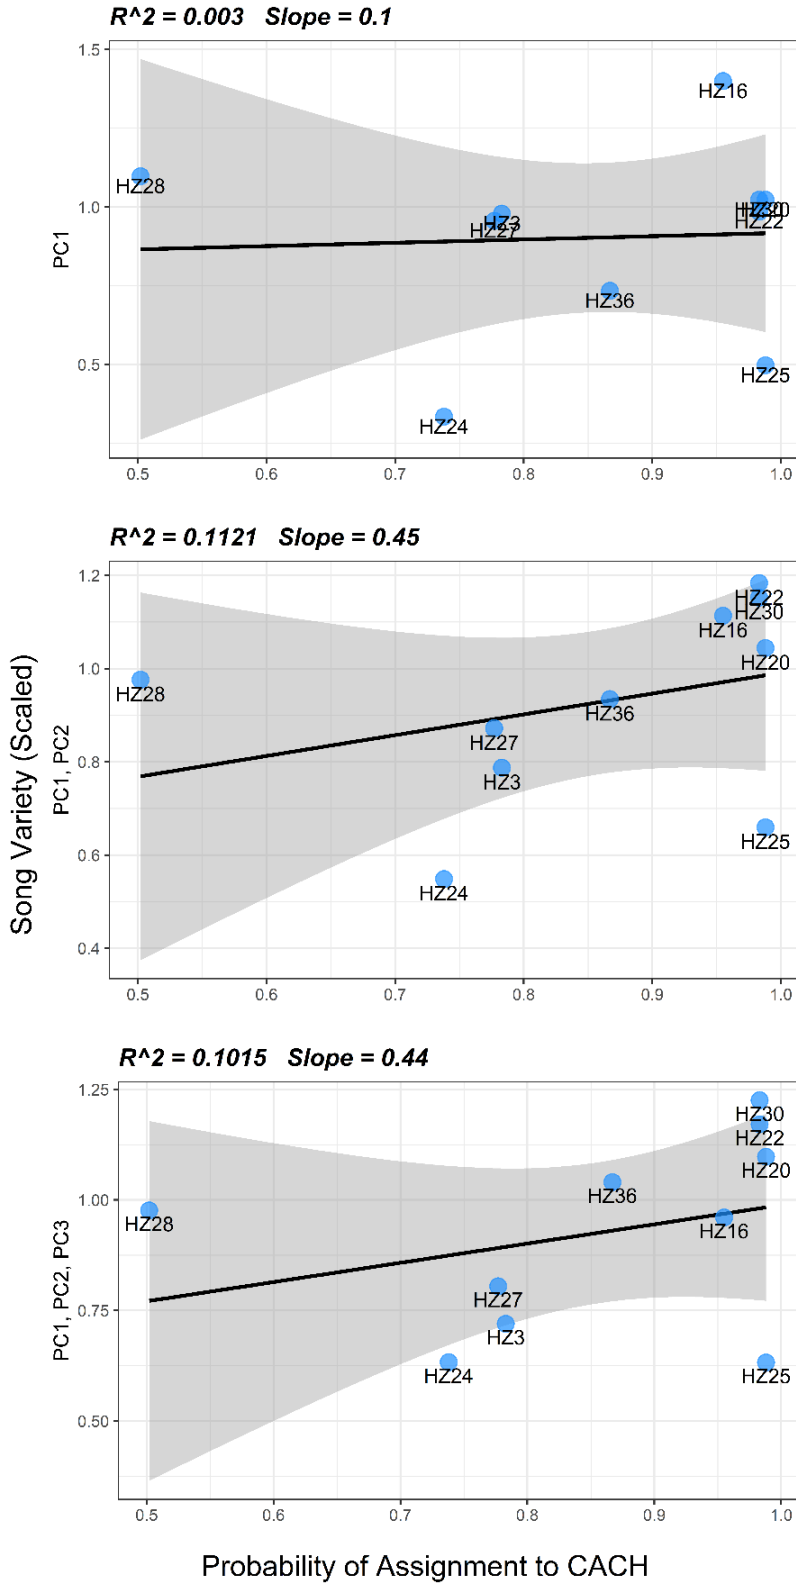 R^2 = 0.003 Slope = 0.1
1.5
1.0
0.5
PC1
HZ16
HZ28
HZ3
HZ27
HZ30
HZ20
HZ22
HZ36
HZ25
HZ24
0.5 0.6 0.7 0.8 0.9 1.0
R^2 = 0.1121 Slope = 0.45
1.2
1.0
0.8
0.6
0.4
Song Variety (Scaled)
PC1, PC2
HZ22
HZ30
HZ16
HZ20
HZ28
HZ36
HZ27
HZ3
HZ25
HZ24
0.5 0.6 0.7 0.8 0.9 1.0
R^2 = 0.1015 Slope = 0.44
1.25
1.00
0.75
0.50
PC1, PC2, PC3
HZ30
HZ22
HZ20
HZ36
HZ28
HZ16
HZ27
HZ3
HZ24
HZ25
0.5 0.6 0.7 0.8 0.9 1.0
Probability of Assignment to CACH